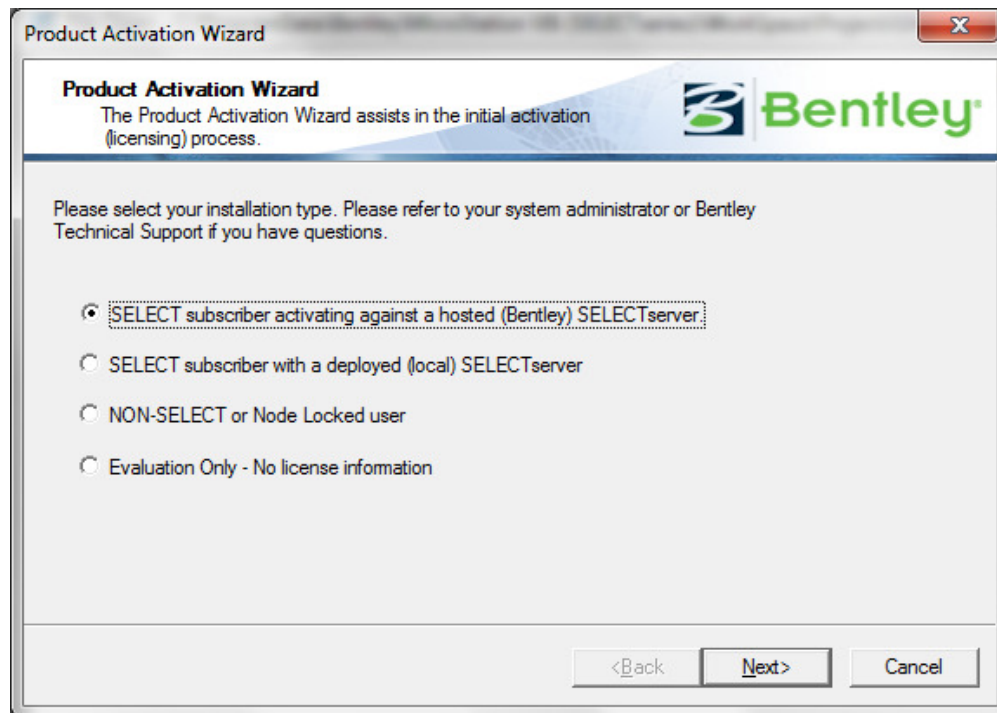 Product Activation Wizard
Product Activation Wizard
The Product Activation Wizard assists in the initial activation
(licensing) process.
Bentley
Please select your installation type. Please refer to your system administrator or Bentley
Technical Support if you have questions.
SELECT subscriber activating against a hosted (Bentley) SELECTserver.
SELECT subscriber with a deployed (local) SELECTserver
NON-SELECT or Node Locked user
Evaluation Only - No license information
<Back
Next>
Cancel